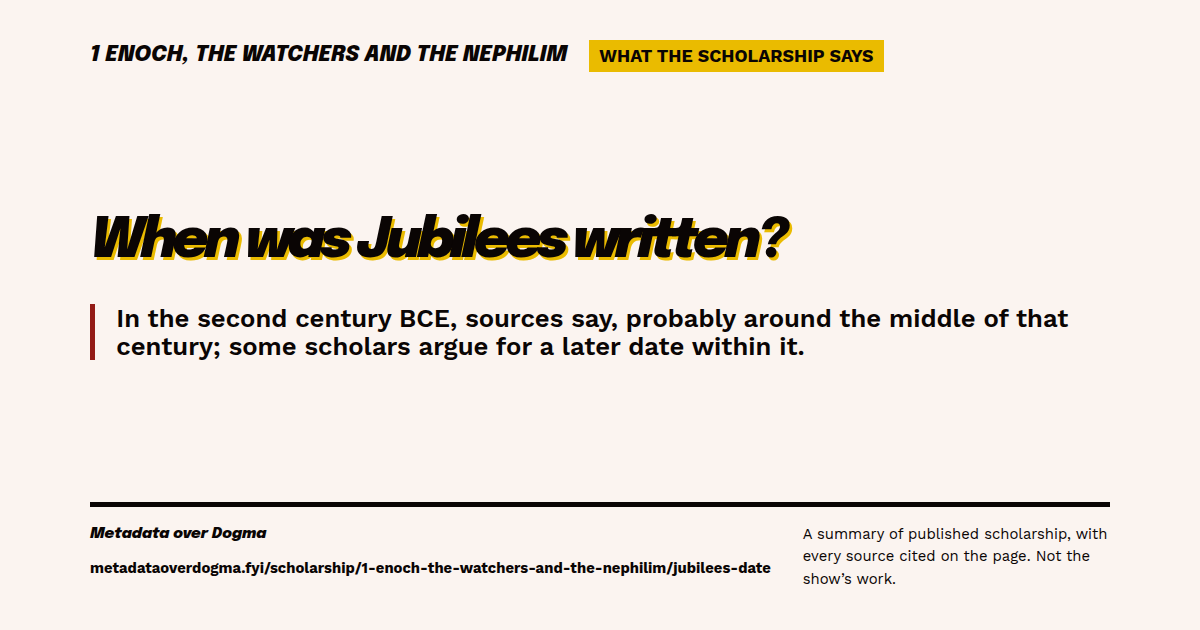 1 ENOCH, THE WATCHERS AND THE NEPHILIM
WHAT THE SCHOLARSHIP SAYS
When was Jubilees written?
In the second century BCE, sources say, probably around the middle of that
century; some scholars argue for a later date within it.
Metadata over Dogma
metadataoverdogma.fyi/scholarship/1-enoch-the-watchers-and-the-nephilim/jubilees-date
A summary of published scholarship, with
every source cited on the page. Not the
show’s work.